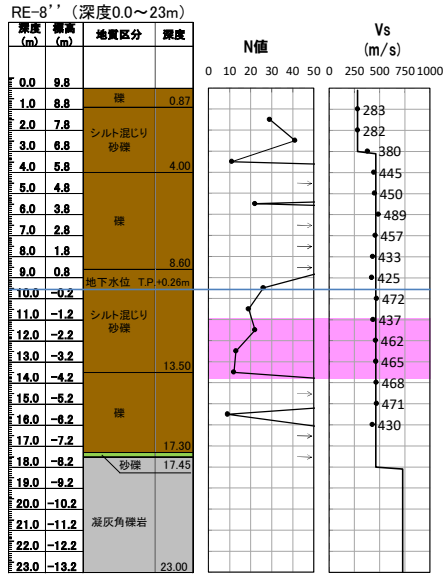 RE-8’’（深度0.0～23m）
深度 標高 地質区分 深度
(m) (m)
N値
Vs
(m/s)
0 10 20 30 40 50
0 250 500 750 1000
0.0 9.8
礫 0.87
1.0 8.8
283
2.0 7.8
282
シルト混じり
砂礫
3.0 6.8
380
4.0 5.8 4.00
445
5.0 4.8
450
6.0 3.8
489
礫
7.0 2.8
457
8.0 1.8
433
8.60
9.0 0.8
425
地下水位 T.P.+0.26m
10.0 -0.2
472
11.0 -1.2
437
シルト混じり
砂礫
12.0 -2.2
462
13.0 -3.2
465
13.50
14.0 -4.2
468
15.0 -5.2
471
礫
16.0 -6.2
430
17.0 -7.2
17.30
18.0 -8.2
砂礫 17.45
19.0 -9.2
20.0 -10.2
21.0 -11.2
凝灰角礫岩
22.0 -12.2
23.0 -13.2 23.00